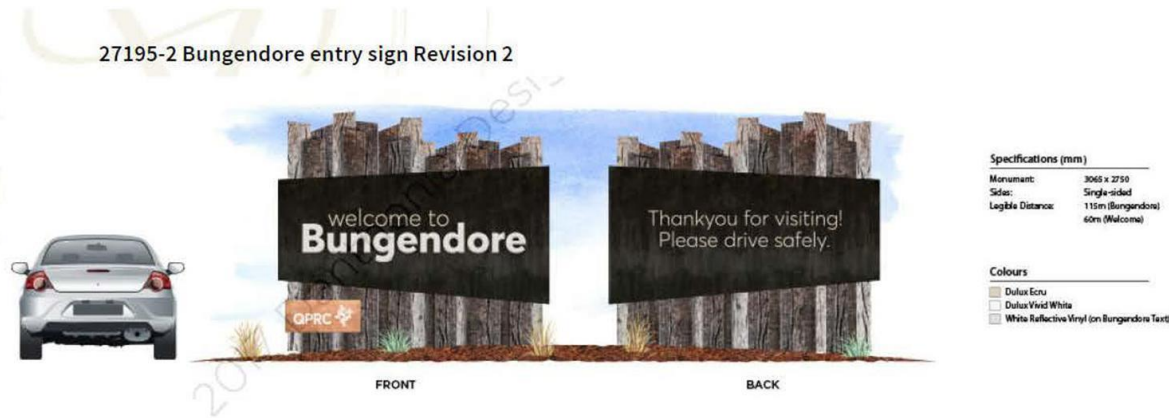 27195-2 Bungendore entry sign Revision 2
welcome to
Bungendore
QPRC
Thankyou for visiting!
Please drive safely.
FRONT
BACK
Specifications (mm)
Monument: 3065 x 2750
Sides: Single-sided
Legible Distance: 115m (Bungendore)
60m (Welcome)
Colours
Dulux Ecru
Dulux Vivid White
White Reflective Vinyl (on Bungendore Text)